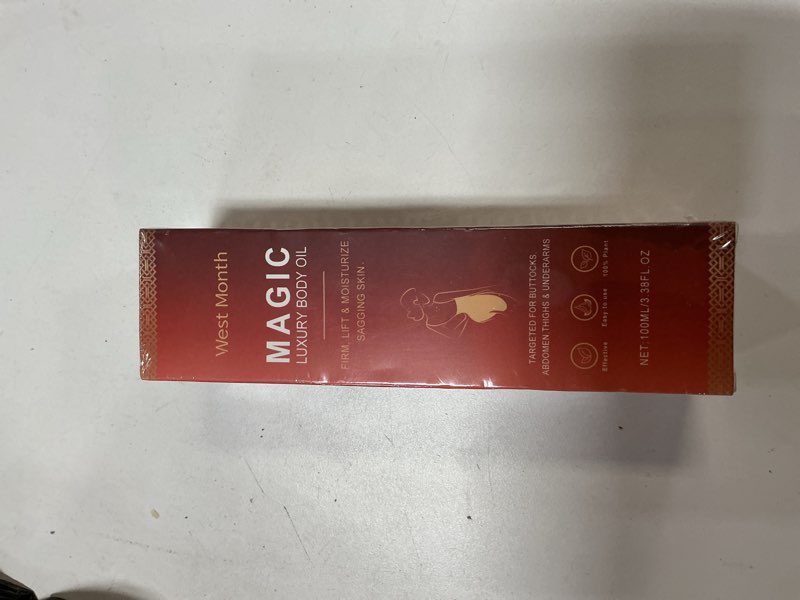 West Month
MAGIC
LUXURY BODY OIL
FIRM, LIFT & MOISTURIZE
SAGGING SKIN.
TARGETED FOR BUTTOCKS
ABDOMEN,THIGHS & UNDERARMS
Effective
Easy to use
100% Plant
NET:100ML/3.38FL.OZ